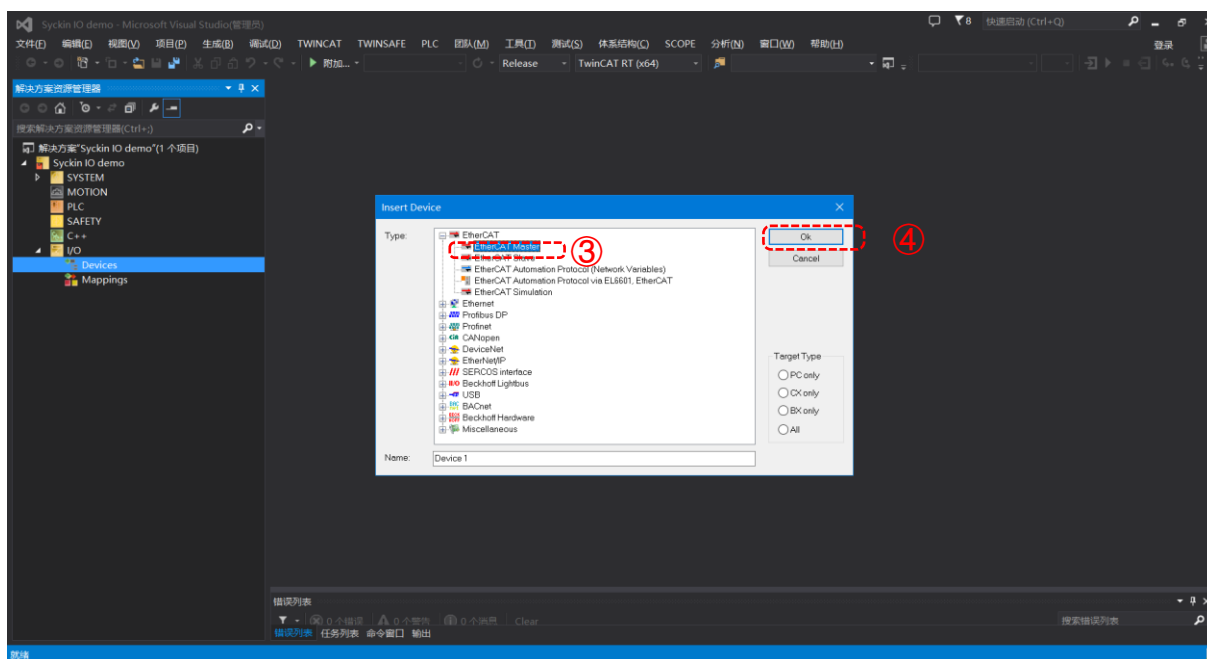 Syckin IO demo - Microsoft Visual Studio(管理员)
8
快速启动 (Ctrl+Q)
文件(F) 编辑(E) 视图(V) 项目(P) 生成(B) 调试(D) TWINCAT TWINSAFE PLC 团队(M) 工具(T) 测试(S) 体系结构(C) SCOPE 分析(N) 窗口(W) 帮助(H)
登录
附加... Release TwinCAT RT (x64)
解决方案资源管理器
搜索解决方案资源管理器(Ctrl+;)
解决方案"Syckin IO demo"(1 个项目)
Syckin IO demo
SYSTEM
MOTION
PLC
SAFETY
C++
I/O
Devices
Mappings
Insert Device
Type:
EtherCAT
EtherCAT Master
EtherCAT Slave
EtherCAT Automation Protocol (Network Variables)
EtherCAT Automation Protocol via EL6601, EtherCAT
EtherCAT Simulation
Ethernet
Profibus DP
Profinet
CANopen
DeviceNet
EtherNet/IP
SERCOS interface
Beckhoff Lightbus
USB
BACnet
Beckhoff Hardware
Miscellaneous
③
Ok
④
Cancel
Target Type
PC only
CX only
BX only
All
Name:
Device 1
错误列表
0 个错误 0 个警告 0 个消息 Clear
搜索错误列表
错误列表 任务列表 命令窗口 输出
就绪